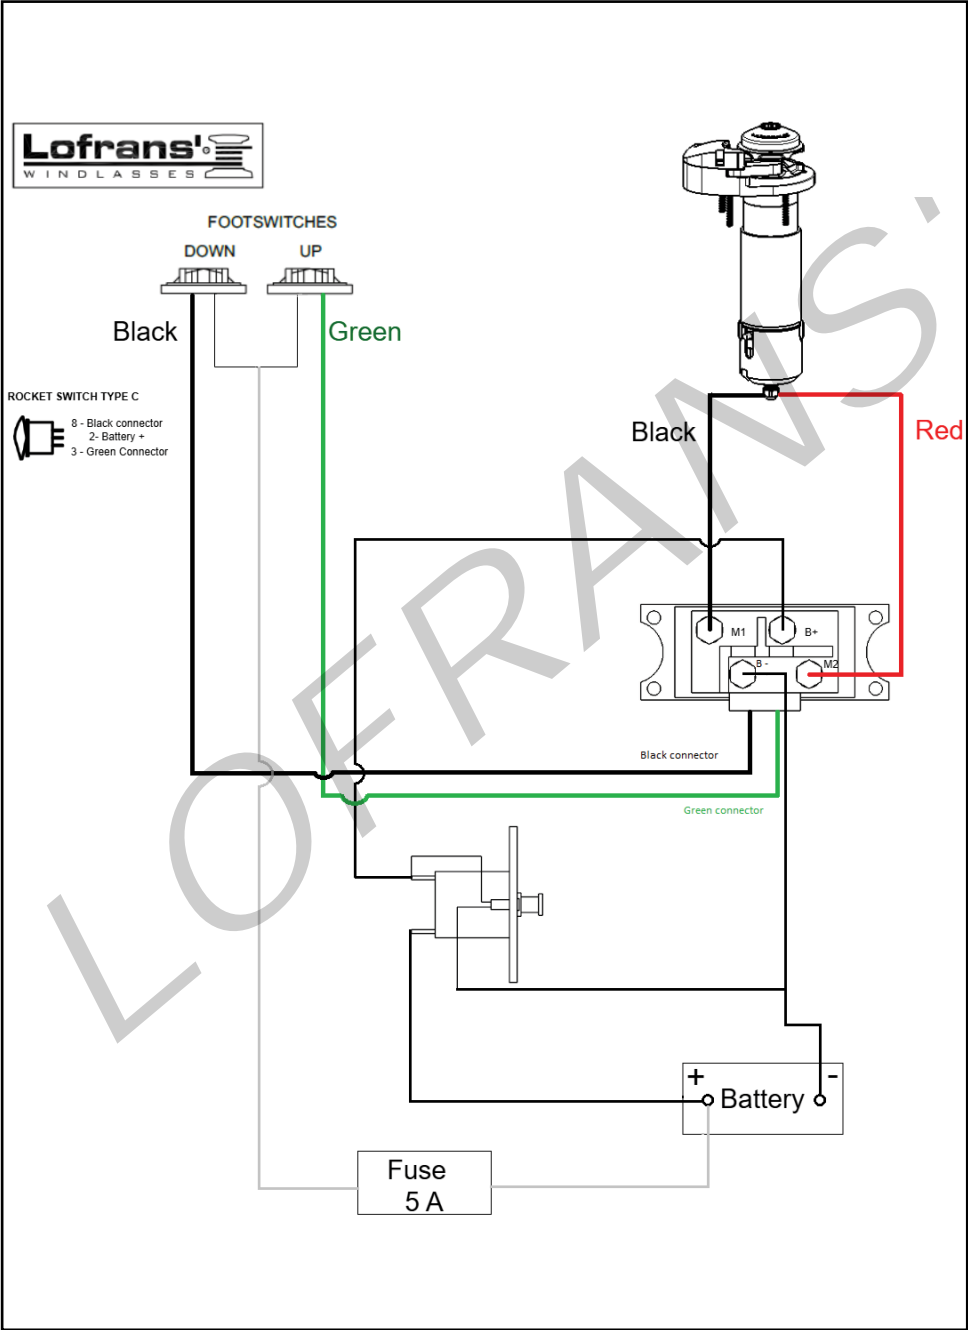 Lofrans'
WINDLASSES
FOOTSWITCHES
DOWN
UP
Black
Green
ROCKET SWITCH TYPE C
8 - Black connector
2- Battery +
3 - Green Connector
Black
Red
M1
B+
B -
M2
Black connector
Green connector
+
-
Battery
Fuse
5 A
LOFRANS'